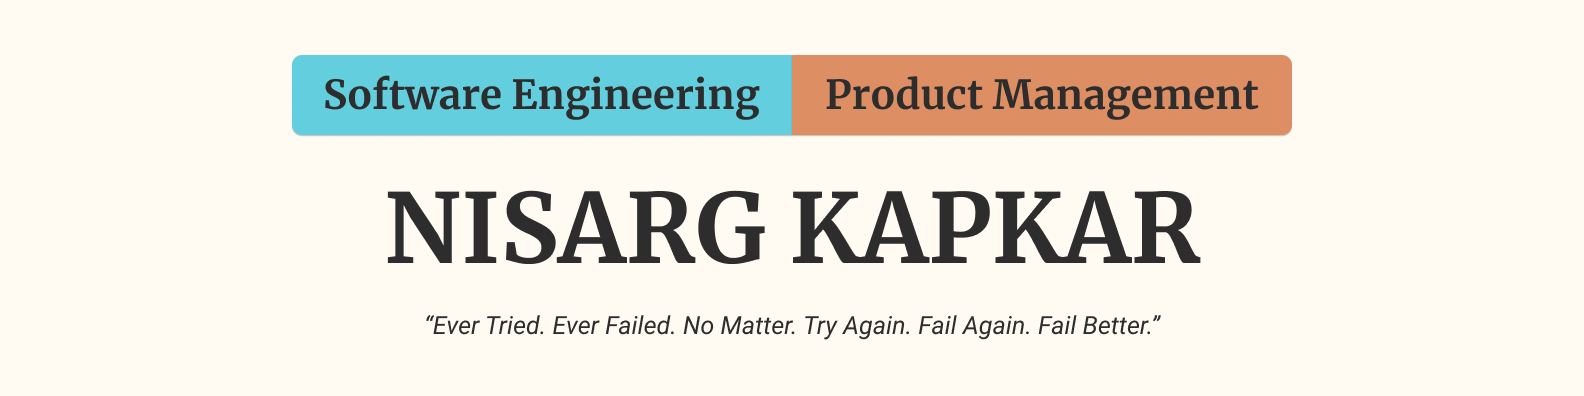 Software Engineering Product Management
NISARG KAPKAR
“Ever Tried. Ever Failed. No Matter. Try Again. Fail Again. Fail Better.”